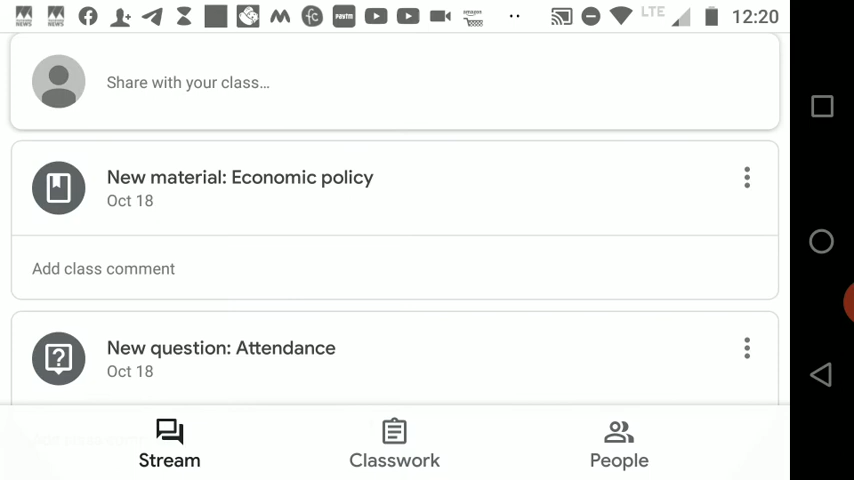 LTE 12:20
Share with your class...
New material: Economic policy
Oct 18
Add class comment
New question: Attendance
Oct 18
Stream Classwork People